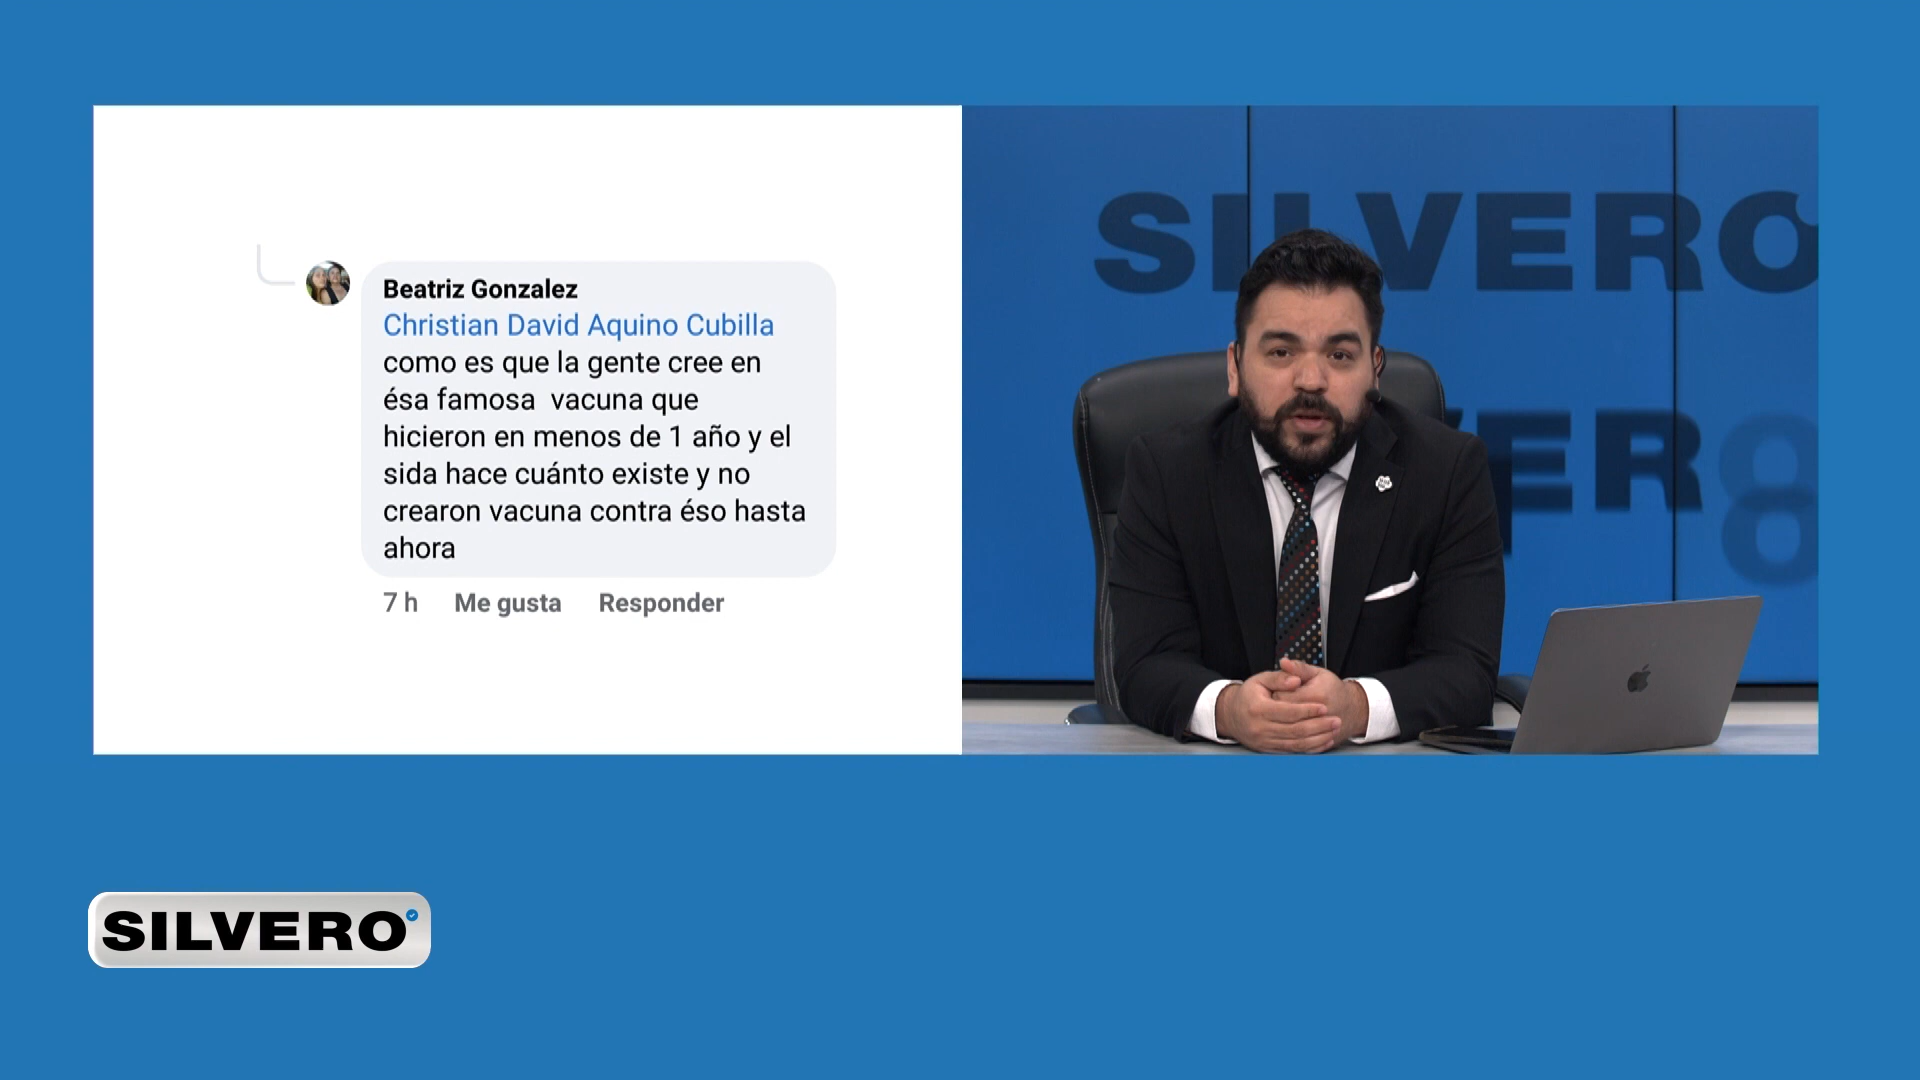 Beatriz Gonzalez
Christian David Aquino Cubilla
como es que la gente cree en
ésa famosa  vacuna que
hicieron en menos de 1 año y el
sida hace cuánto existe y no
crearon vacuna contra éso hasta
ahora
7 h Me gusta Responder
SILVERO
ER
SILVERO